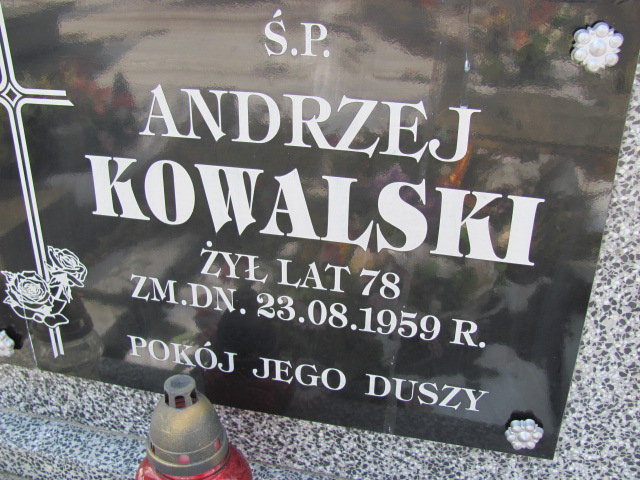 Ś.P.
ANDRZEJ
KOWALSKI
ŻYŁ LAT 78
ZM.DN. 23.08.1959 R.
POKÓJ JEGO DUSZY